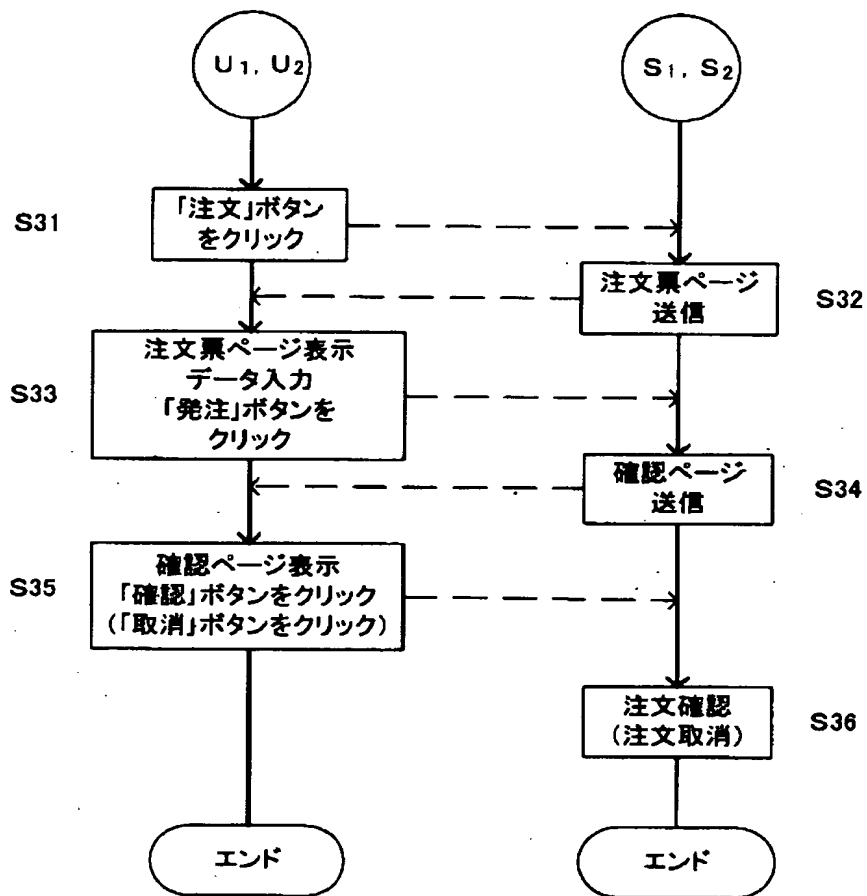 U₁, U₂
S₁, S₂
S31
「注文」ボタン
をクリック
注文票ページ
送信
S32
S33
注文票ページ表示
データ入力
「発注」ボタンを
クリック
確認ページ
送信
S34
S35
確認ページ表示
「確認」ボタンをクリック
(「取消」ボタンをクリック)
注文確認
(注文取消)
S36
エンド
エンド